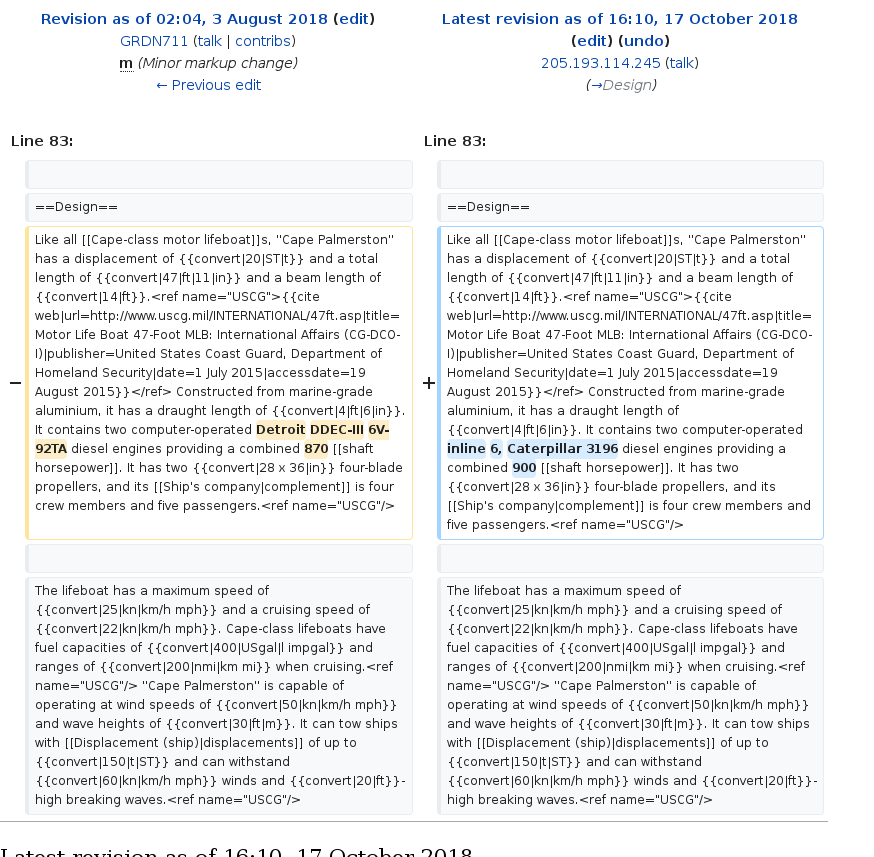 Revision as of 02:04, 3 August 2018 (edit)
GRDN711 (talk | contribs)
m (Minor markup change)
← Previous edit
Latest revision as of 16:10, 17 October 2018
(edit) (undo)
205.193.114.245 (talk)
(→Design)
Line 83:
Line 83:
==Design==
==Design==
−
Like all [[Cape-class motor lifeboat]]s, ''Cape Palmerston''
has a displacement of {{convert|20|ST|t}} and a total
length of {{convert|47|ft|11|in}} and a beam length of
{{convert|14|ft}}.<ref name="USCG">{{cite
web|url=http://www.uscg.mil/INTERNATIONAL/47ft.asp|title=
Motor Life Boat 47-Foot MLB: International Affairs (CG-DCO-
I)|publisher=United States Coast Guard, Department of
Homeland Security|date=1 July 2015|accessdate=19
August 2015}}</ref> Constructed from marine-grade
aluminium, it has a draught length of {{convert|4|ft|6|in}}.
It contains two computer-operated Detroit DDEC-III 6V-
92TA diesel engines providing a combined 870 [[shaft
horsepower]]. It has two {{convert|28 x 36|in}} four-blade
propellers, and its [[Ship's company|complement]] is four
crew members and five passengers.<ref name="USCG"/>
+
Like all [[Cape-class motor lifeboat]]s, ''Cape Palmerston''
has a displacement of {{convert|20|ST|t}} and a total
length of {{convert|47|ft|11|in}} and a beam length of
{{convert|14|ft}}.<ref name="USCG">{{cite
web|url=http://www.uscg.mil/INTERNATIONAL/47ft.asp|title=
Motor Life Boat 47-Foot MLB: International Affairs (CG-DCO-
I)|publisher=United States Coast Guard, Department of
Homeland Security|date=1 July 2015|accessdate=19
August 2015}}</ref> Constructed from marine-grade
aluminium, it has a draught length of
{{convert|4|ft|6|in}}. It contains two computer-operated
inline 6, Caterpillar 3196 diesel engines providing a
combined 900 [[shaft horsepower]]. It has two
{{convert|28 x 36|in}} four-blade propellers, and its
[[Ship's company|complement]] is four crew members and
five passengers.<ref name="USCG"/>
The lifeboat has a maximum speed of
{{convert|25|kn|km/h mph}} and a cruising speed of
{{convert|22|kn|km/h mph}}. Cape-class lifeboats have
fuel capacities of {{convert|400|USgal|l impgal}} and
ranges of {{convert|200|nmi|km mi}} when cruising.<ref
name="USCG"/> ''Cape Palmerston'' is capable of
operating at wind speeds of {{convert|50|kn|km/h mph}}
and wave heights of {{convert|30|ft|m}}. It can tow ships
with [[Displacement (ship)|displacements]] of up to
{{convert|150|t|ST}} and can withstand
{{convert|60|kn|km/h mph}} winds and {{convert|20|ft}}-
high breaking waves.<ref name="USCG"/>
The lifeboat has a maximum speed of
{{convert|25|kn|km/h mph}} and a cruising speed of
{{convert|22|kn|km/h mph}}. Cape-class lifeboats have
fuel capacities of {{convert|400|USgal|l impgal}} and
ranges of {{convert|200|nmi|km mi}} when cruising.<ref
name="USCG"/> ''Cape Palmerston'' is capable of
operating at wind speeds of {{convert|50|kn|km/h mph}}
and wave heights of {{convert|30|ft|m}}. It can tow ships
with [[Displacement (ship)|displacements]] of up to
{{convert|150|t|ST}} and can withstand
{{convert|60|kn|km/h mph}} winds and {{convert|20|ft}}-
high breaking waves.<ref name="USCG"/>
Latest revision as of 16:10, 17 October 2018